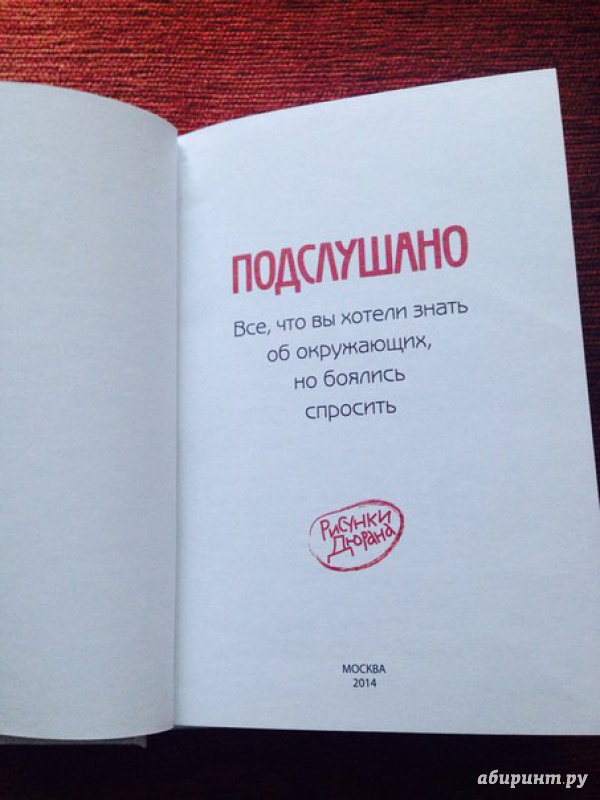 ПОДСЛУШАНО
Все, что вы хотели знать
об окружающих,
но боялись
спросить
Рисунки
Дюрана
МОСКВА
2014
абиринт.ру